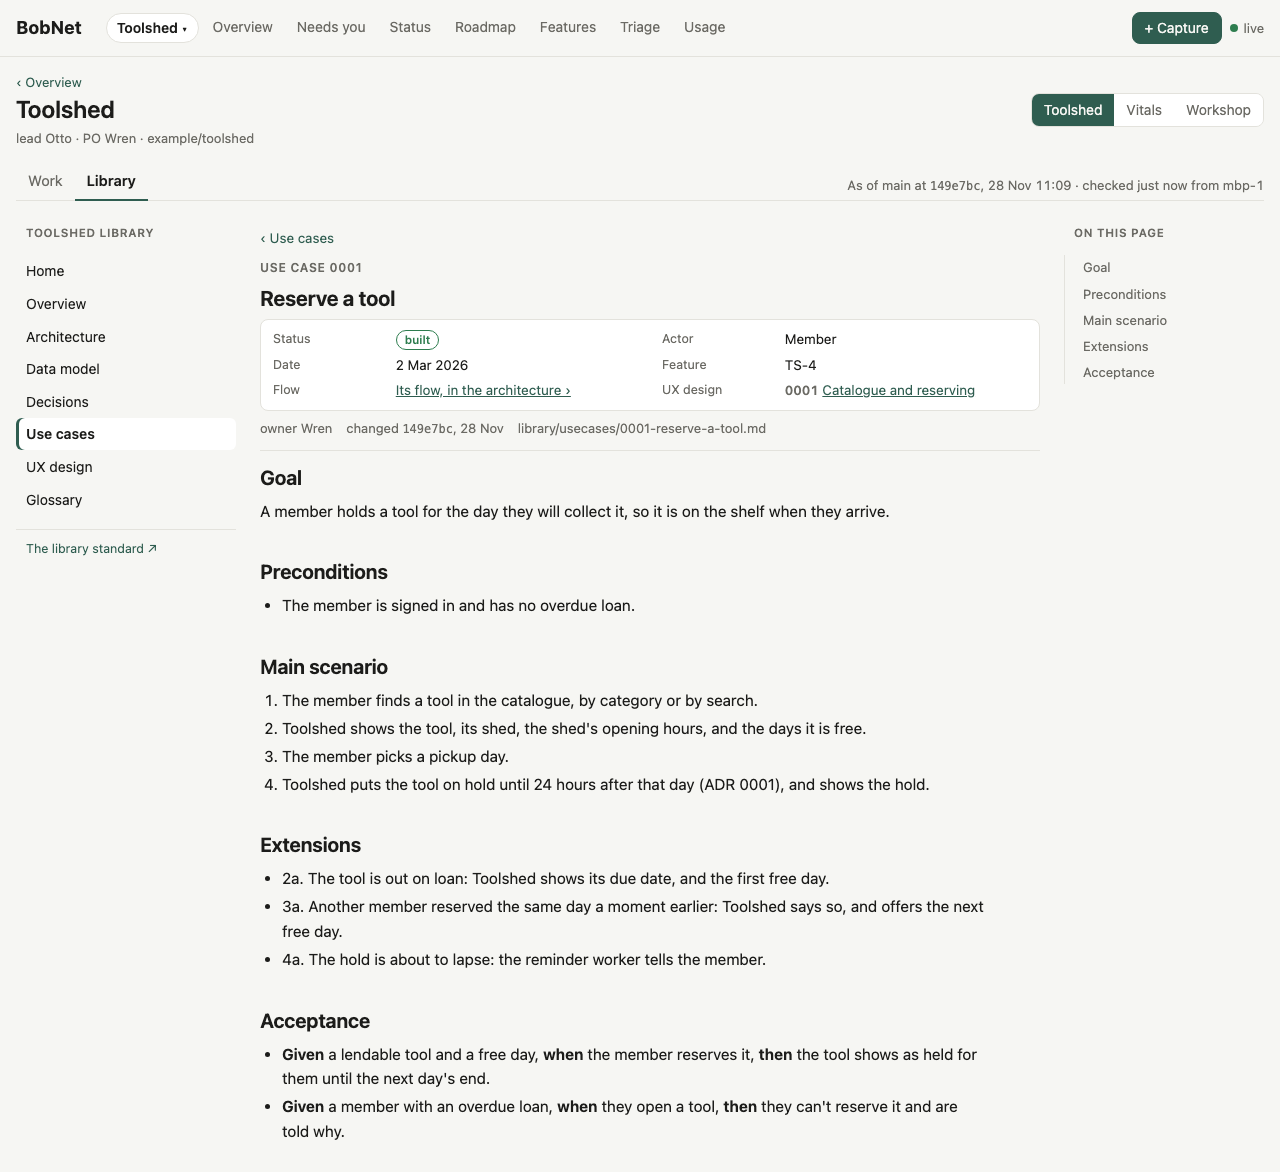 BobNet Toolshed ▾ Overview Needs you Status Roadmap Features Triage Usage + Capture live
‹ Overview
Toolshed
Toolshed Vitals Workshop
lead Otto · PO Wren · example/toolshed
Work Library
As of main at 149e7bc, 28 Nov 11:09 · checked just now from mbp-1
TOOLSHED LIBRARY
Home
Overview
Architecture
Data model
Decisions
Use cases
UX design
Glossary
The library standard ↗
‹ Use cases
USE CASE 0001
Reserve a tool
Status built Actor Member
Date 2 Mar 2026 Feature TS-4
Flow Its flow, in the architecture › UX design 0001 Catalogue and reserving
owner Wren changed 149e7bc, 28 Nov library/usecases/0001-reserve-a-tool.md
Goal
A member holds a tool for the day they will collect it, so it is on the shelf when they arrive.
Preconditions
• The member is signed in and has no overdue loan.
Main scenario
1. The member finds a tool in the catalogue, by category or by search.
2. Toolshed shows the tool, its shed, the shed's opening hours, and the days it is free.
3. The member picks a pickup day.
4. Toolshed puts the tool on hold until 24 hours after that day (ADR 0001), and shows the hold.
Extensions
• 2a. The tool is out on loan: Toolshed shows its due date, and the first free day.
• 3a. Another member reserved the same day a moment earlier: Toolshed says so, and offers the next
free day.
• 4a. The hold is about to lapse: the reminder worker tells the member.
Acceptance
• Given a lendable tool and a free day, when the member reserves it, then the tool shows as held for
them until the next day's end.
• Given a member with an overdue loan, when they open a tool, then they can't reserve it and are
told why.
ON THIS PAGE
Goal
Preconditions
Main scenario
Extensions
Acceptance